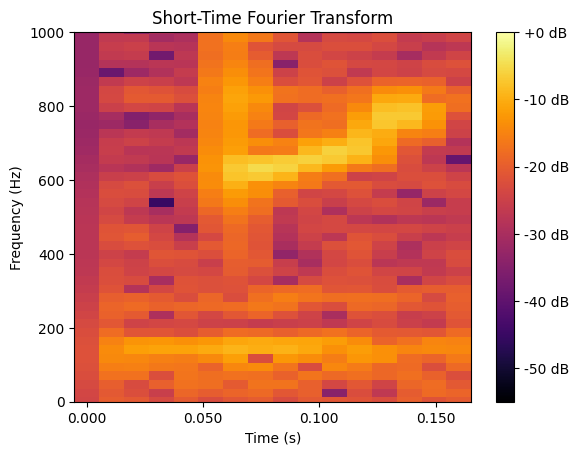 Short-Time Fourier Transform
1000
800
600
400
200
0
Frequency (Hz)
0.000
0.050
0.100
0.150
Time (s)
+0 dB
-10 dB
-20 dB
-30 dB
-40 dB
-50 dB